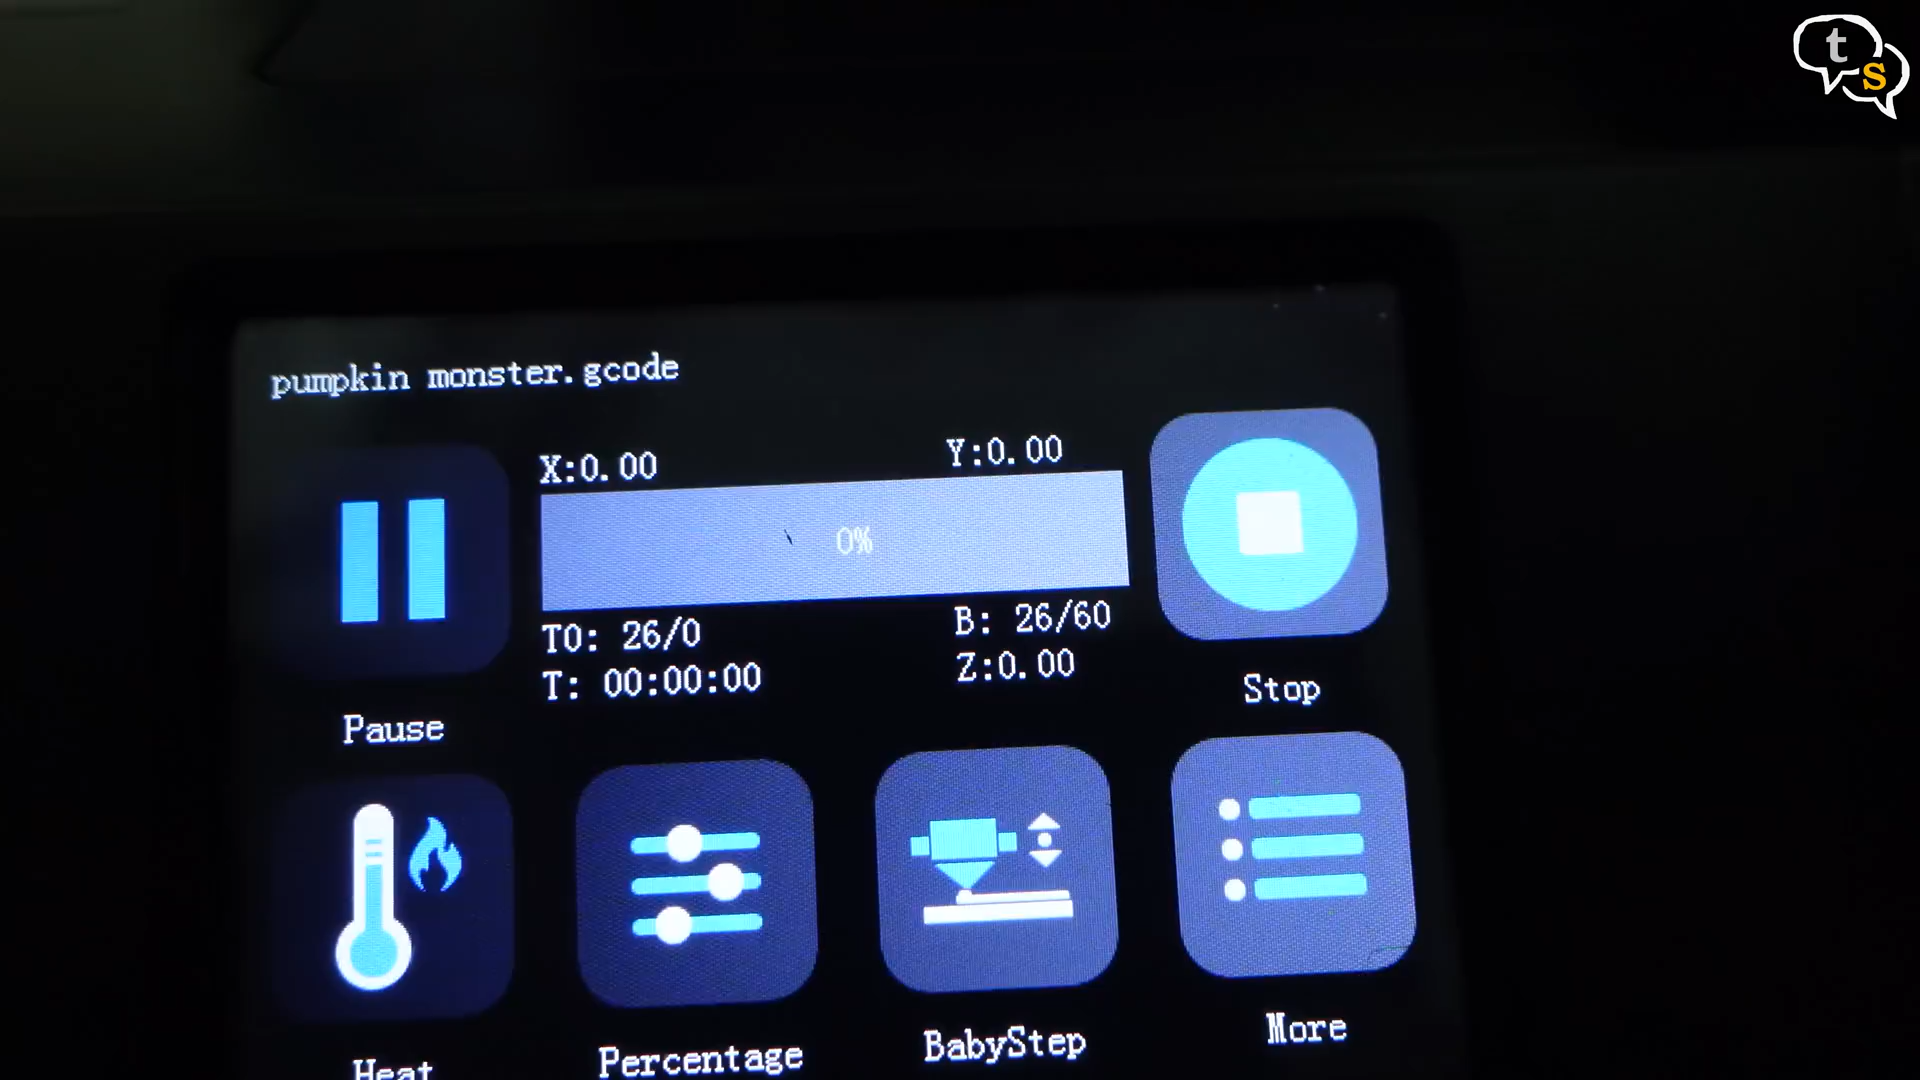 ts
pumpkin monster.gcode
X:0.00 Y:0.00
0%
T0: 26/0 B: 26/60
T: 00:00:00 Z:0.00
Pause Stop
Heat Percentage BabyStep More